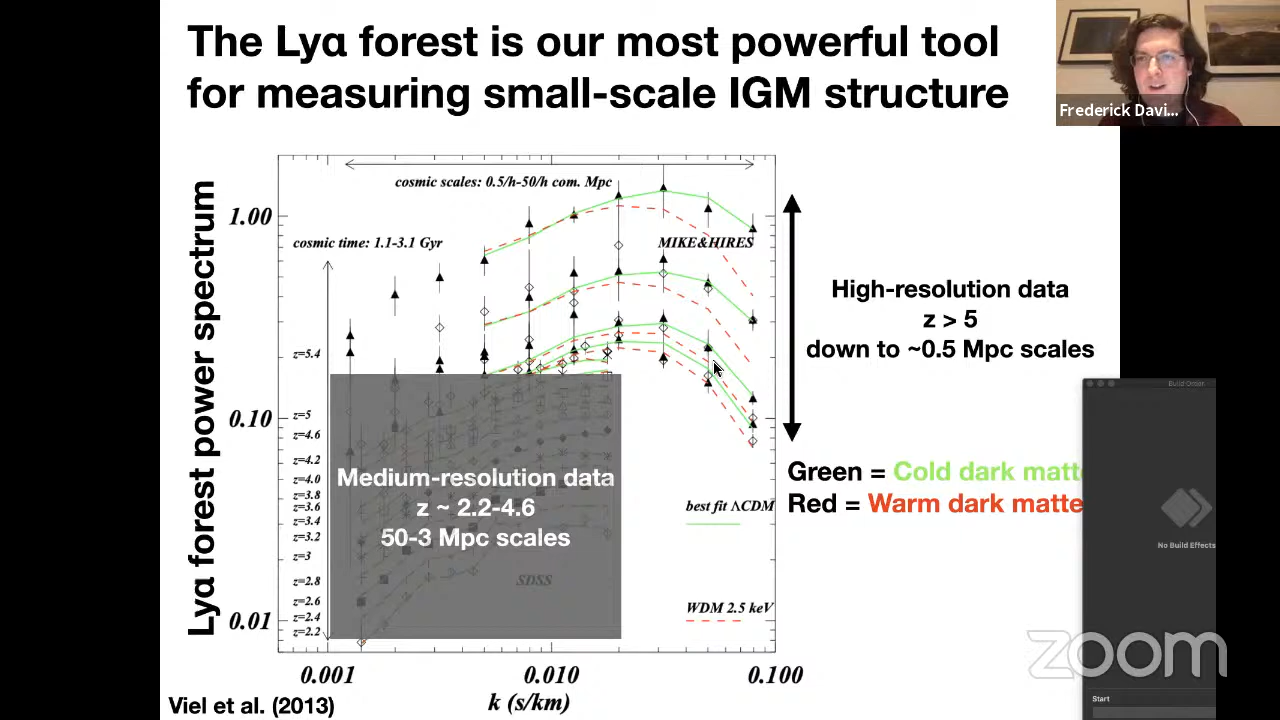 The Lyα forest is our most powerful tool
for measuring small-scale IGM structure
Frederick Davi...
Lyα forest power spectrum
cosmic scales: 0.5/h-50/h com. Mpc
1.00
cosmic time: 1.1-3.1 Gyr
MIKE&HIRES
High-resolution data
z > 5
down to ~0.5 Mpc scales
z=5.4
0.10
z=5
z=4.6
z=4.2
z=4.0
z=3.8
z=3.6
z=3.4
z=3.2
z=3
z=2.8
z=2.6
z=2.4
z=2.2
0.01
Medium-resolution data
z ~ 2.2-4.6
50-3 Mpc scales
SDSS
Build Order
Green = Cold dark matte
Red = Warm dark matte
best fit ΛCDM
No Build Effects
WDM 2.5 keV
zoom
0.001
0.010
0.100
k (s/km)
Start
Viel et al. (2013)